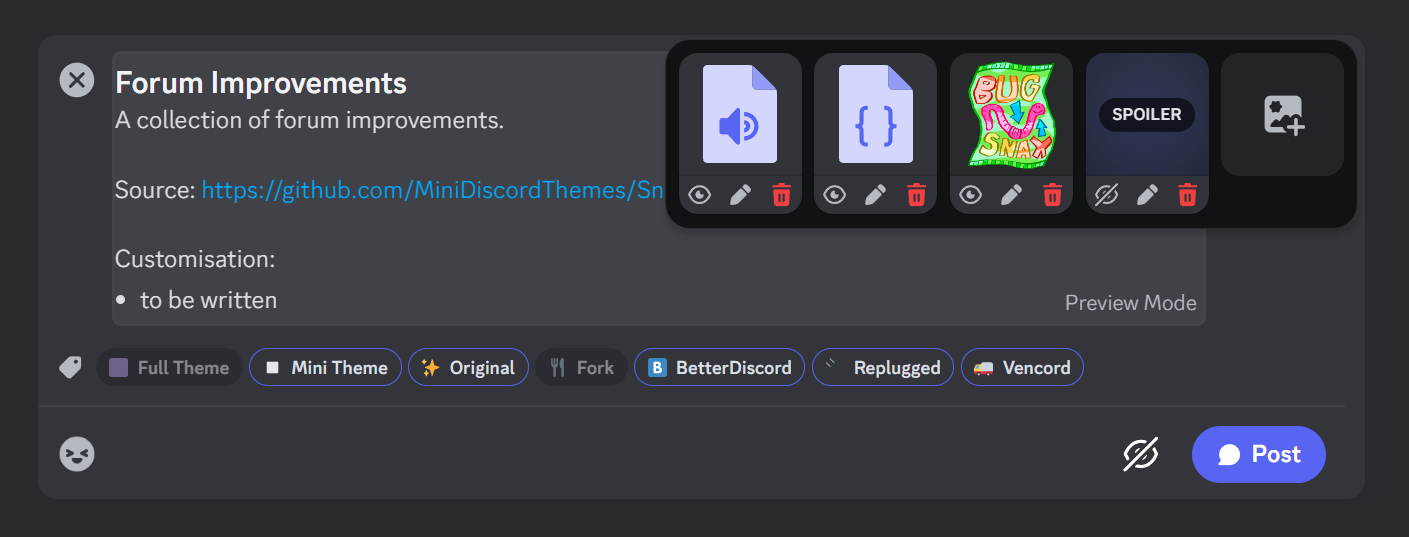 Forum Improvements
A collection of forum improvements.
Source: https://github.com/MiniDiscordThemes/Sn
Customisation:
• to be written
Preview Mode
{ }
BUG
SNAX
SPOILER
Full Theme
Mini Theme
Original
Fork
B BetterDiscord
Replugged
Vencord
Post